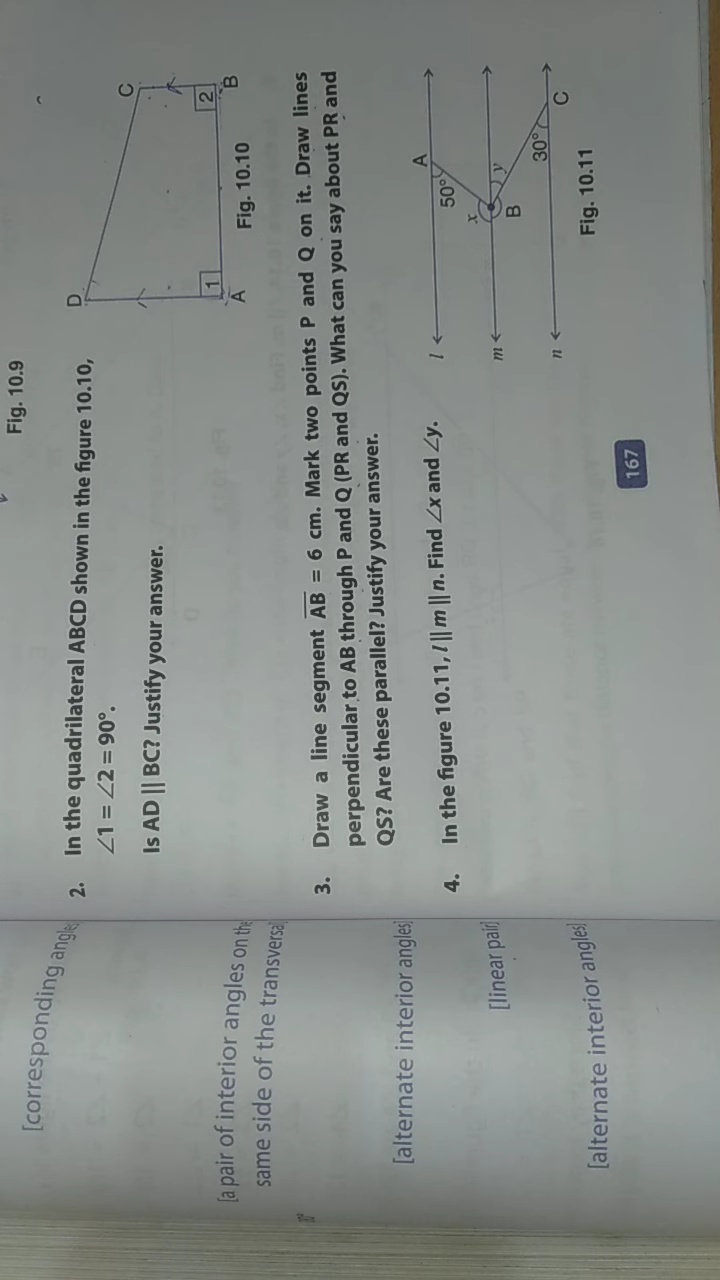 [corresponding angles]
[a pair of interior angles on the
same side of the transversal]
[alternate interior angles]
[linear pair]
[alternate interior angles]
Fig. 10.9
2. In the quadrilateral ABCD shown in the figure 10.10,
∠1 = ∠2 = 90°.
Is AD || BC? Justify your answer.
D
C
1
2
A
B
Fig. 10.10
3. Draw a line segment AB = 6 cm. Mark two points P and Q on it. Draw lines
perpendicular to AB through P and Q (PR and QS). What can you say about PR and
QS? Are these parallel? Justify your answer.
4. In the figure 10.11, l || m || n. Find ∠x and ∠y.
l
A
50°
x
m
y
B
30°
n
C
Fig. 10.11
167